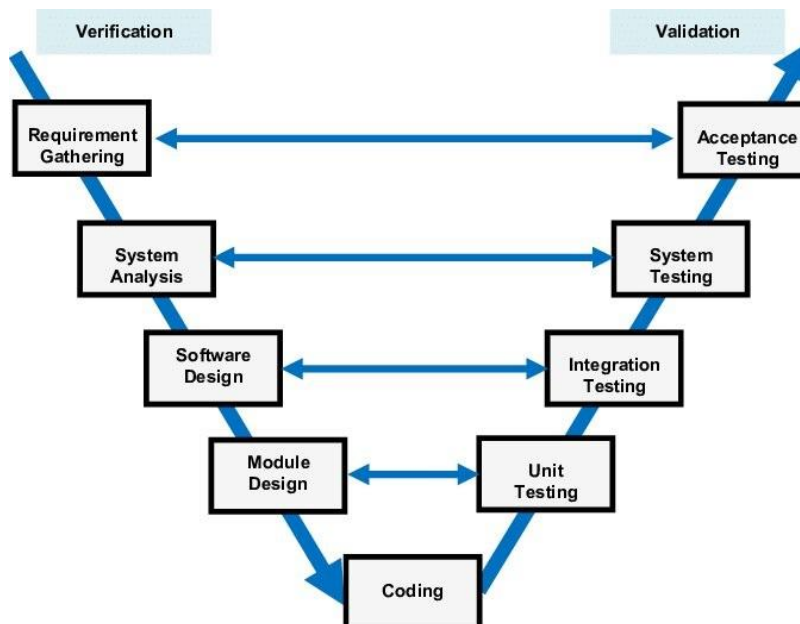 Verification
Validation
Requirement
Gathering
Acceptance
Testing
System
Analysis
System
Testing
Software
Design
Integration
Testing
Module
Design
Unit
Testing
Coding